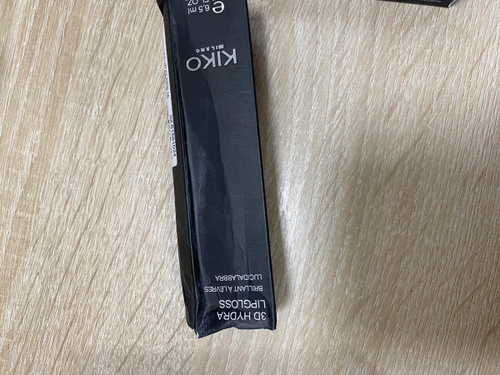 3D HYDRA
LIPGLOSS
BRILLANT À LÈVRES
LUCIDALABBRA
KIKO
MILANO
e 6.5 ml